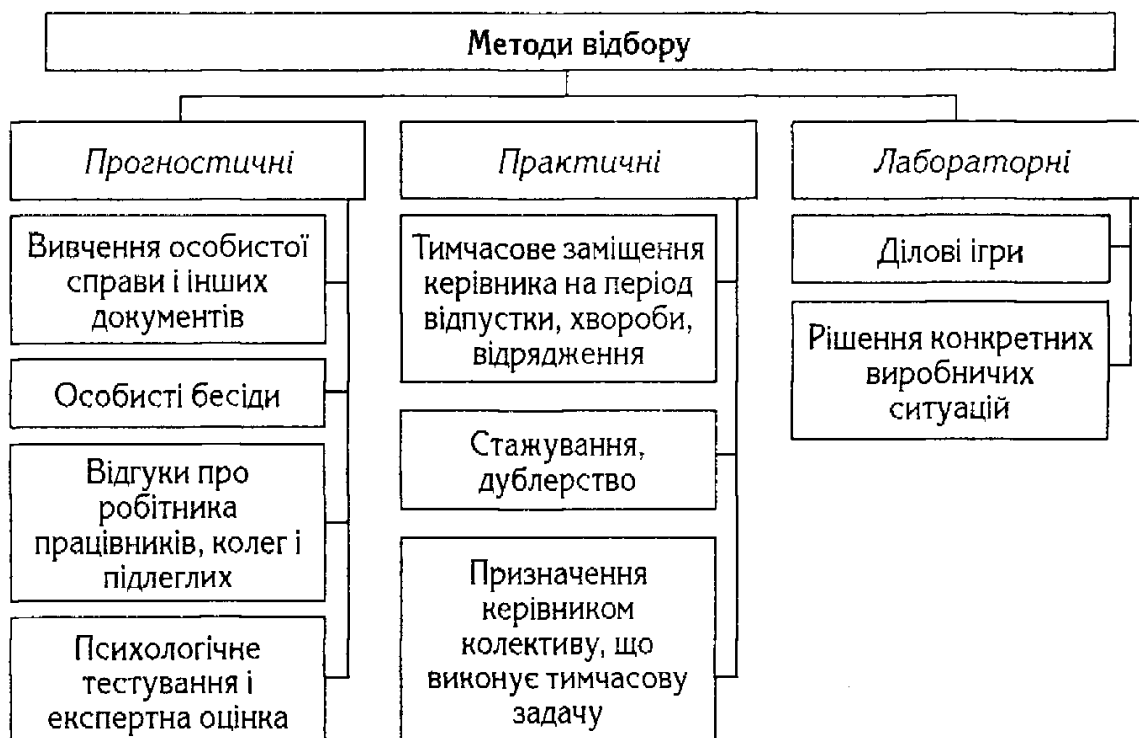 Методи відбору
Прогностичні
Вивчення особистої
справи і інших
документів
Особисті бесіди
Відгуки про
робітника
працівників, колег і
підлеглих
Психологічне
тестування і
експертна оцінка
Практичні
Тимчасове заміщення
керівника на період
відпустки, хвороби,
відрядження
Стажування,
дублерство
Призначення
керівником
колективу, що
виконує тимчасову
задачу
Лабораторні
Ділові ігри
Рішення конкретних
виробничих
ситуацій